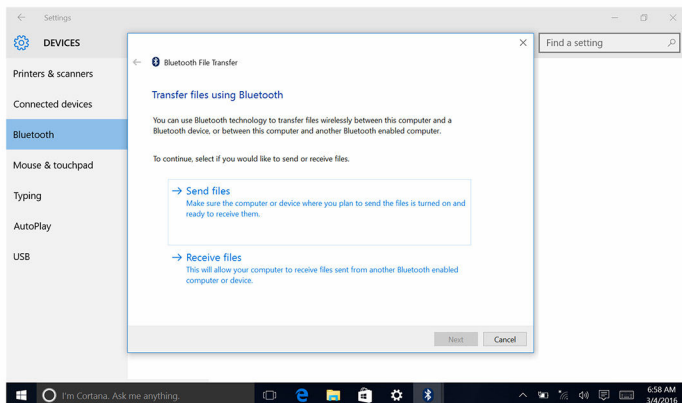 Settings
DEVICES
Find a setting
Printers & scanners
Connected devices
Bluetooth
Mouse & touchpad
Typing
AutoPlay
USB
Bluetooth File Transfer
Transfer files using Bluetooth
You can use Bluetooth technology to transfer files wirelessly between this computer and a
Bluetooth device, or between this computer and another Bluetooth enabled computer.
To continue, select if you would like to send or receive files.
Send files
Make sure the computer or device where you plan to send the files is turned on and
ready to receive them.
Receive files
This will allow your computer to receive files sent from another Bluetooth enabled
computer or device.
Next
Cancel
I'm Cortana. Ask me anything.
6:58 AM
3/4/2016